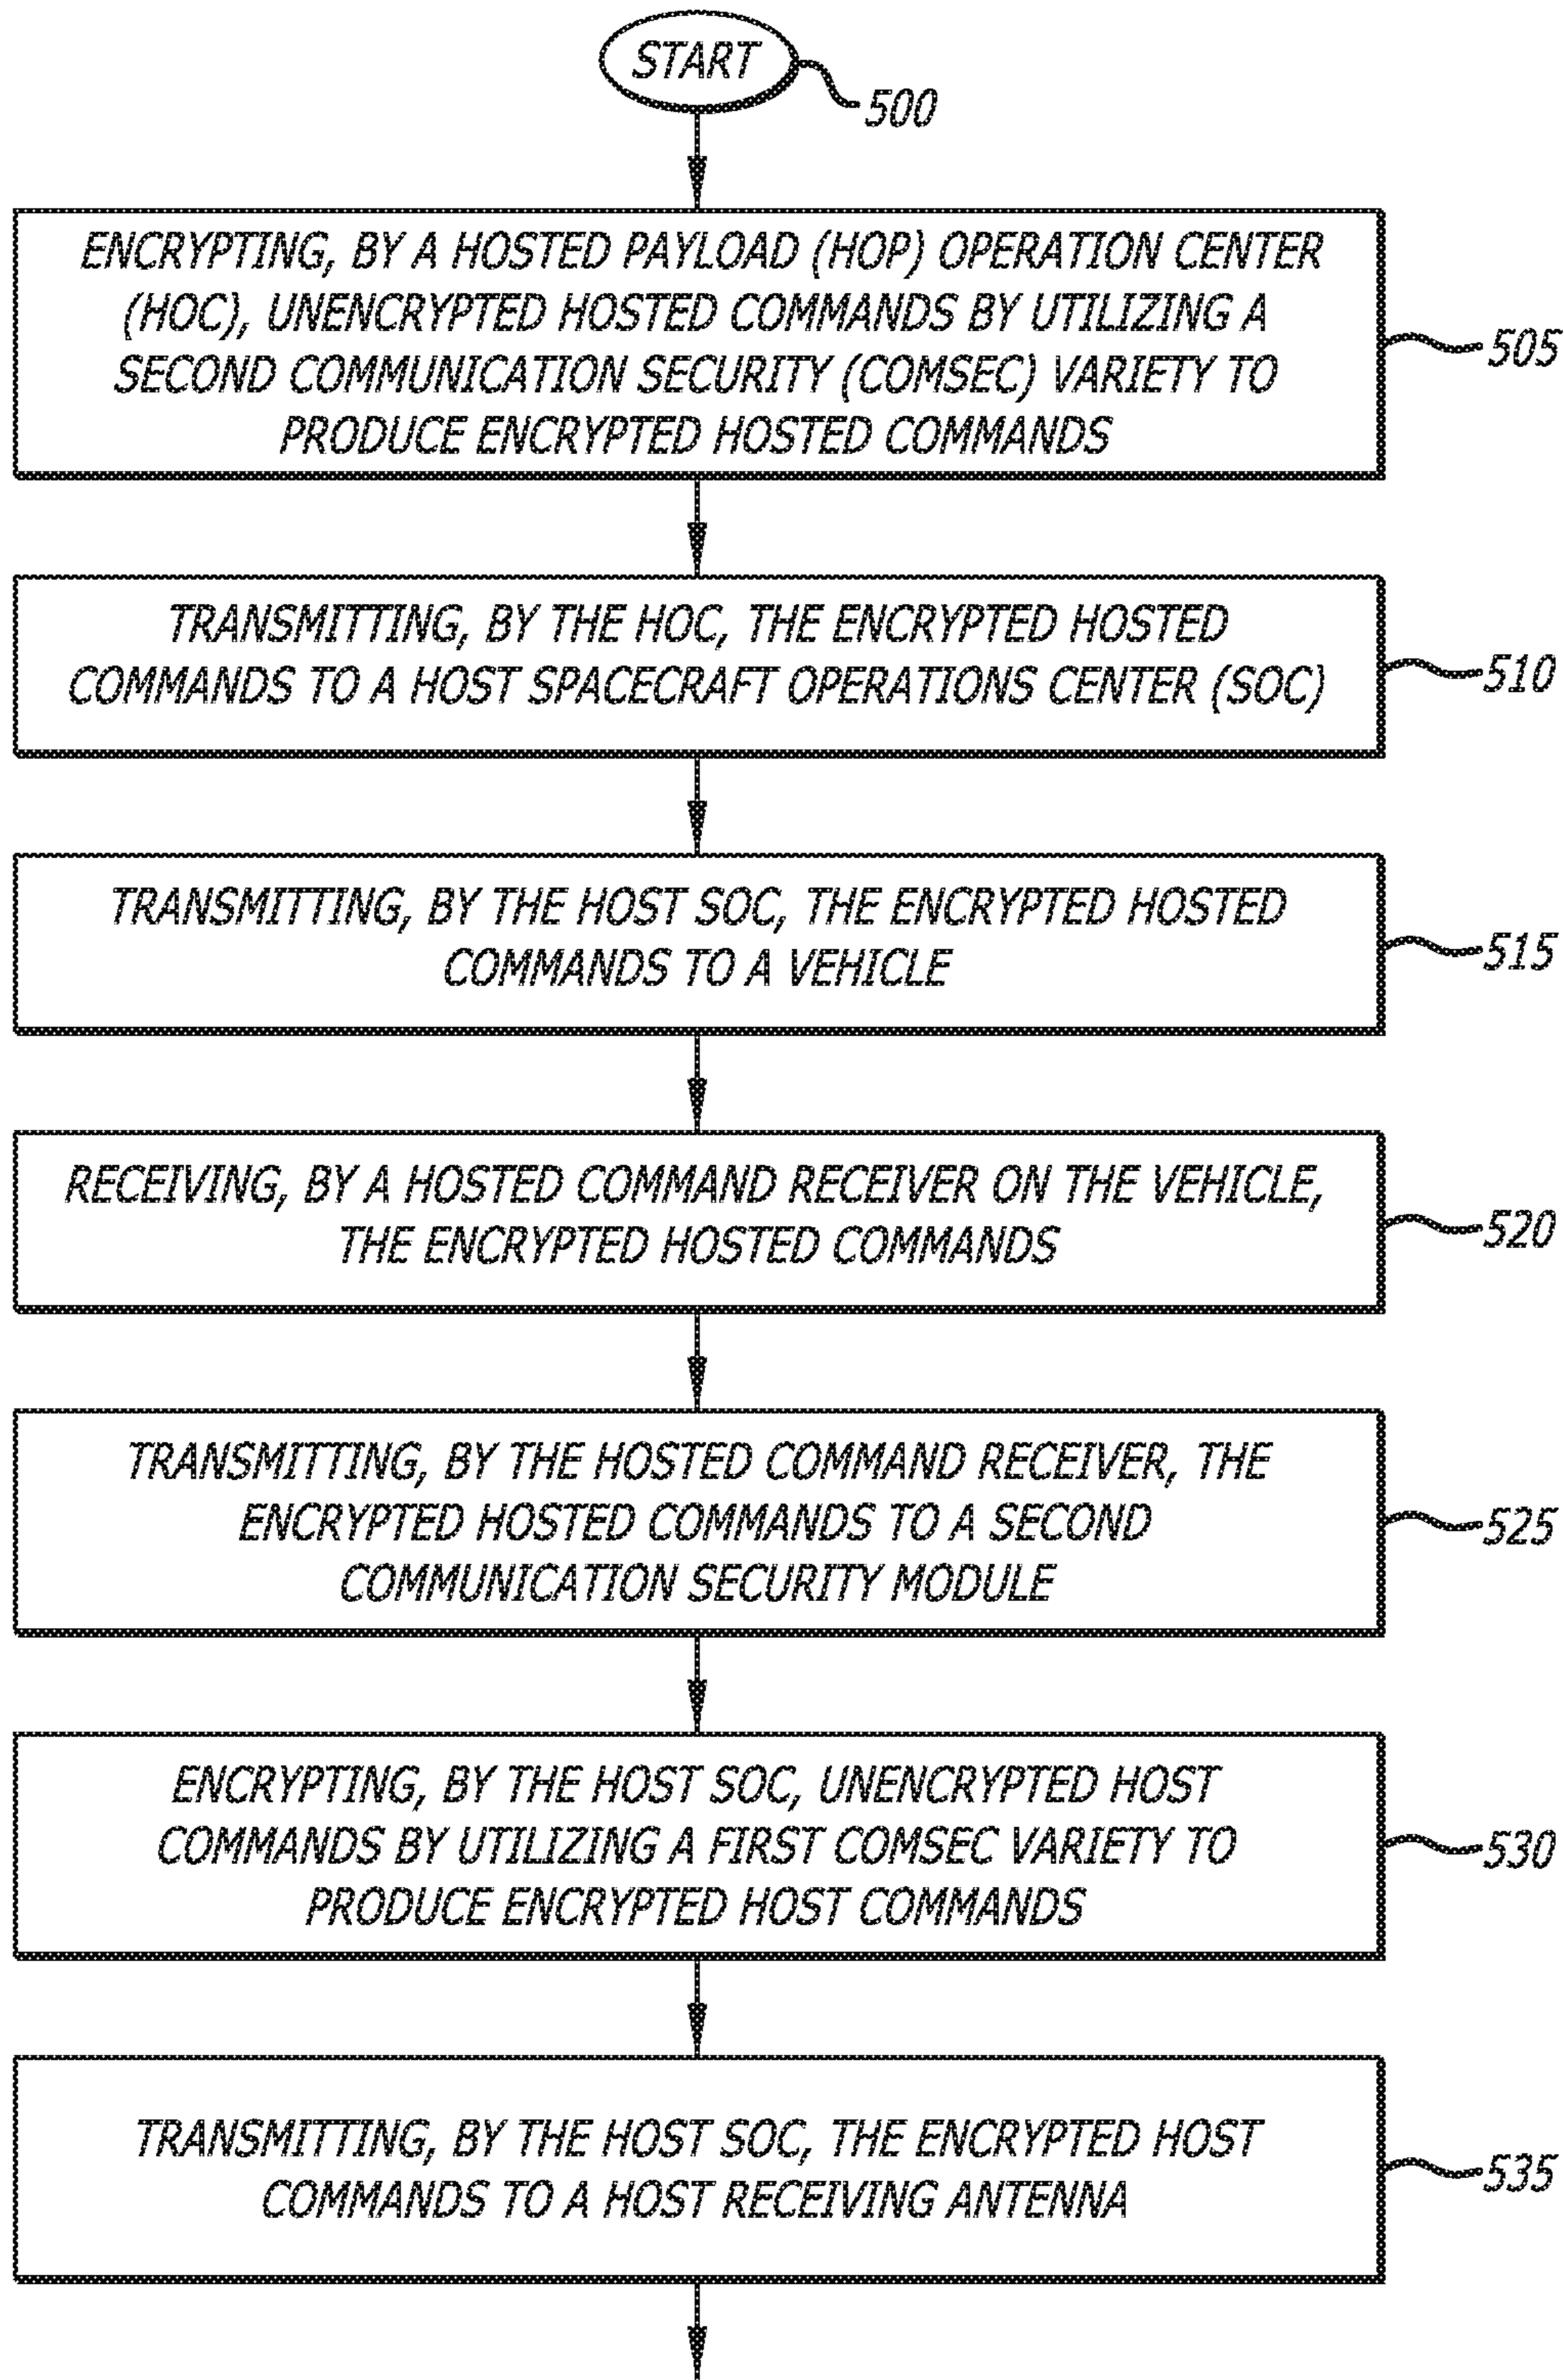 START
500
ENCRYPTING, BY A HOSTED PAYLOAD (HOP) OPERATION CENTER
(HOC), UNENCRYPTED HOSTED COMMANDS BY UTILIZING A
SECOND COMMUNICATION SECURITY (COMSEC) VARIETY TO
PRODUCE ENCRYPTED HOSTED COMMANDS
505
TRANSMITTING, BY THE HOC, THE ENCRYPTED HOSTED
COMMANDS TO A HOST SPACECRAFT OPERATIONS CENTER (SOC)
510
TRANSMITTING, BY THE HOST SOC, THE ENCRYPTED HOSTED
COMMANDS TO A VEHICLE
515
RECEIVING, BY A HOSTED COMMAND RECEIVER ON THE VEHICLE,
THE ENCRYPTED HOSTED COMMANDS
520
TRANSMITTING, BY THE HOSTED COMMAND RECEIVER, THE
ENCRYPTED HOSTED COMMANDS TO A SECOND
COMMUNICATION SECURITY MODULE
525
ENCRYPTING, BY THE HOST SOC, UNENCRYPTED HOST
COMMANDS BY UTILIZING A FIRST COMSEC VARIETY TO
PRODUCE ENCRYPTED HOST COMMANDS
530
TRANSMITTING, BY THE HOST SOC, THE ENCRYPTED HOST
COMMANDS TO A HOST RECEIVING ANTENNA
535